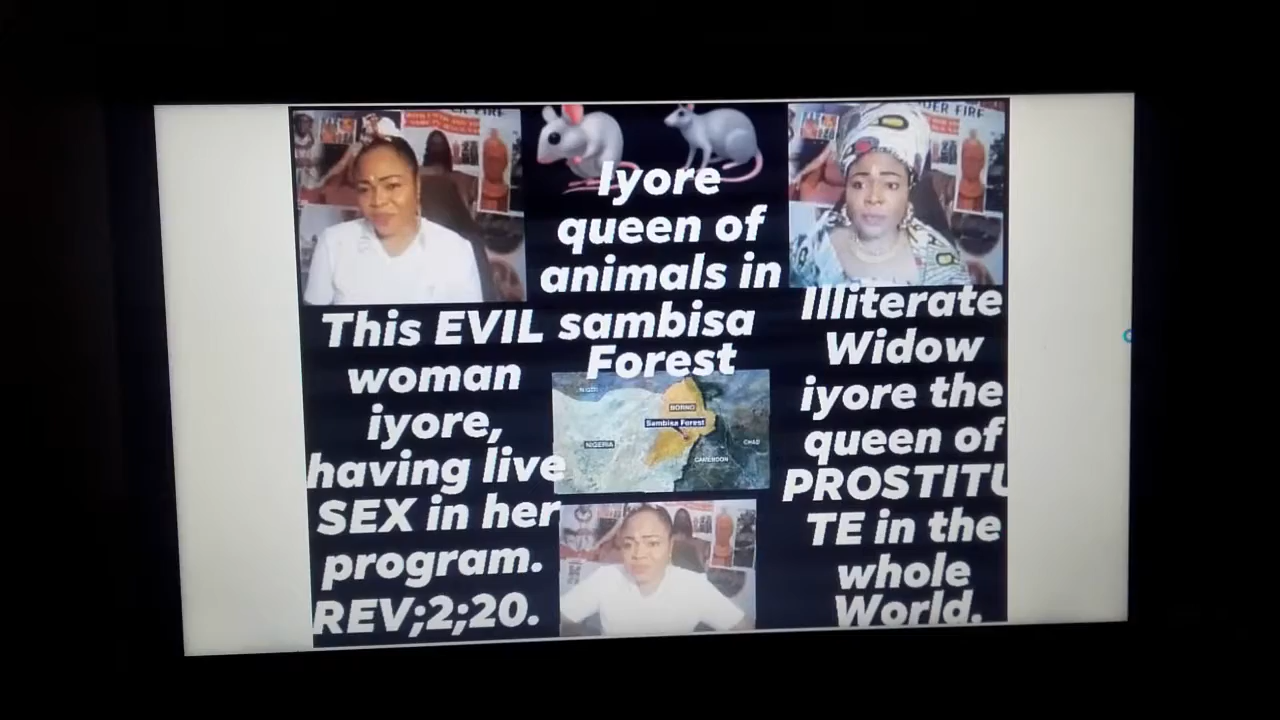 Iyore
queen of
animals in
sambisa
Forest
This EVIL
woman
iyore,
having live
SEX in her
program.
REV;2;20.
BORNO
Sambisa Forest
NIGERIA
CHAD
CAMEROON
UDER FIRE
Illiterate
Widow
iyore the
queen of
PROSTITU
TE in the
whole
World.